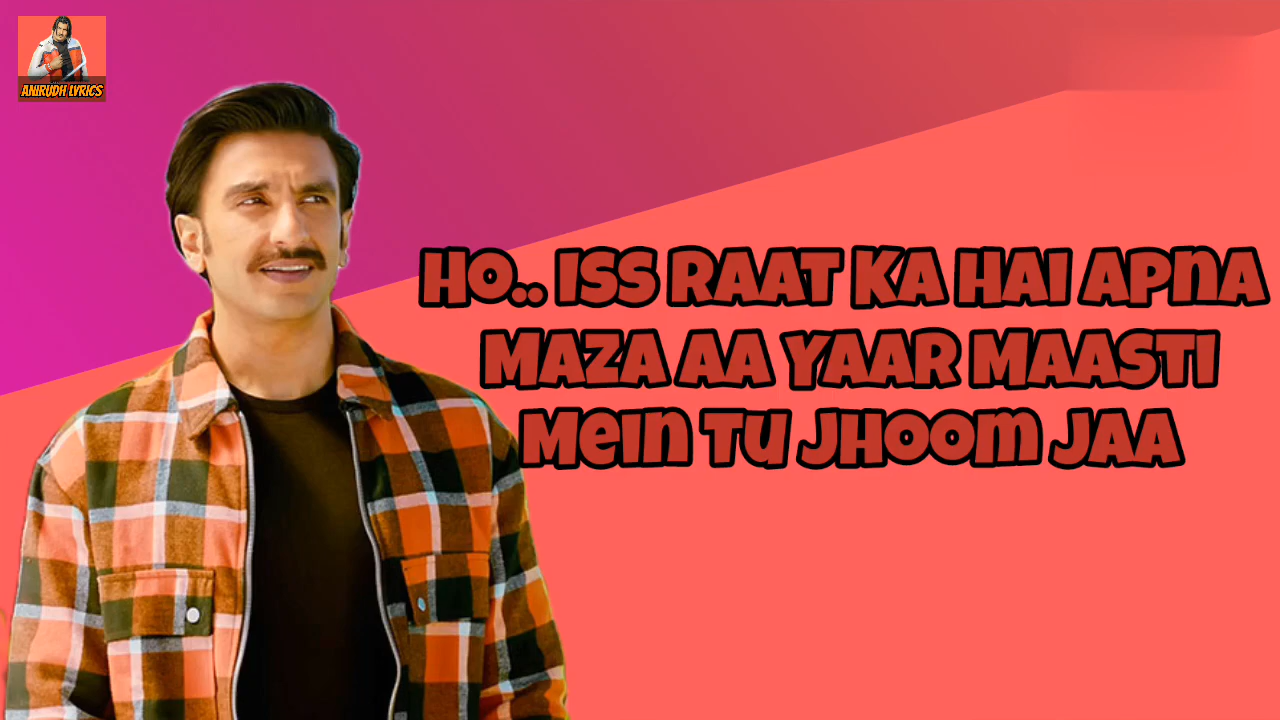 ANIRUDH LYRICS
HO.. ISS RAAT KA HAI APNA
MAZA AA YAAR MAASTI
MEIN TU JHOOM JAA